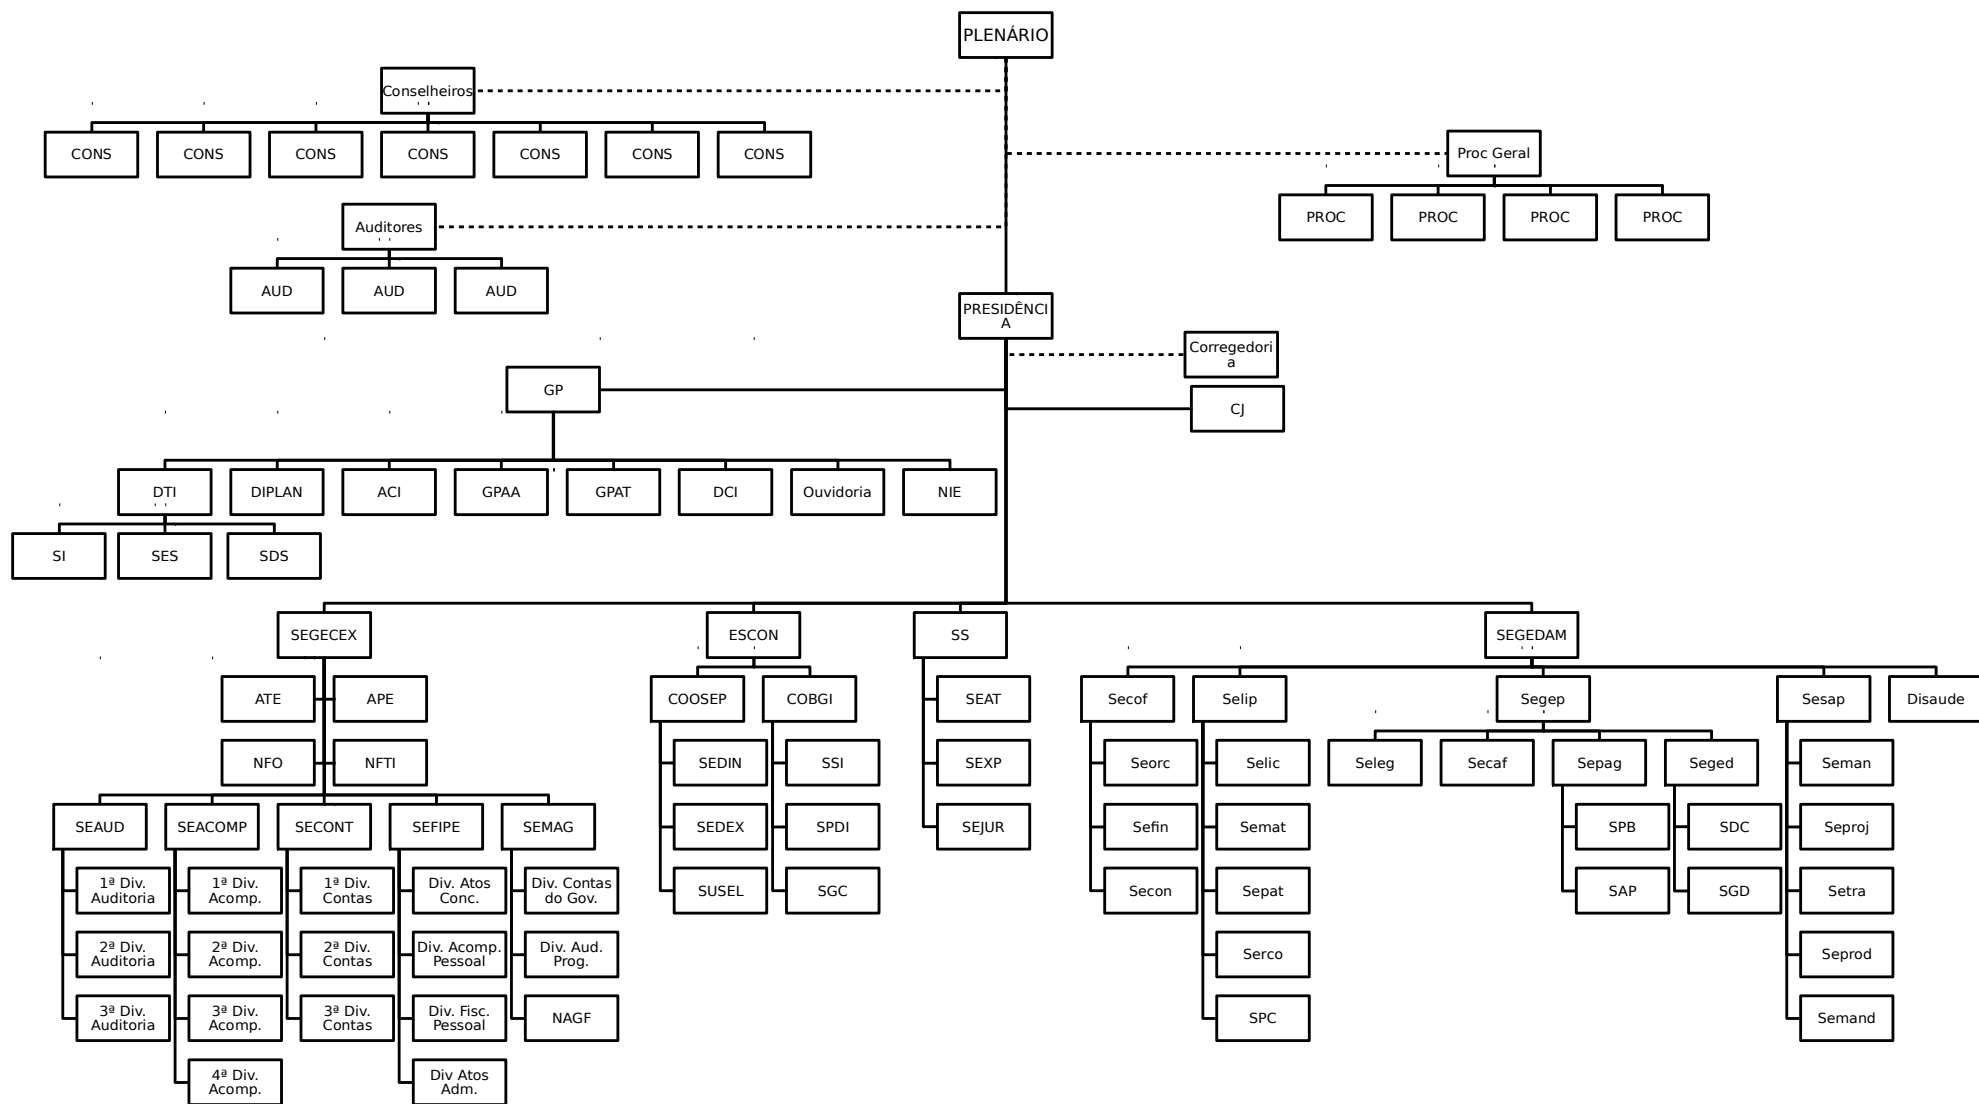 PLENÁRIO
Conselheiros
CONS
CONS
CONS
CONS
CONS
CONS
CONS
Proc Geral
PROC
PROC
PROC
PROC
Auditores
AUD
AUD
AUD
PRESIDÊNCI
A
Corregedori
a
GP
CJ
DTI
DIPLAN
ACI
GPAA
GPAT
DCI
Ouvidoria
NIE
SI
SES
SDS
SEGECEX
ESCON
SS
SEGEDAM
ATE
APE
NFO
NFTI
SEAUD
SEACOMP
SECONT
SEFIPE
SEMAG
1ª Div.
Auditoria
2ª Div.
Auditoria
3ª Div.
Auditoria
1ª Div.
Acomp.
2ª Div.
Acomp.
3ª Div.
Acomp.
4ª Div.
Acomp.
1ª Div.
Contas
2ª Div.
Contas
3ª Div.
Contas
Div. Atos
Conc.
Div. Acomp.
Pessoal
Div. Fisc.
Pessoal
Div Atos
Adm.
Div. Contas
do Gov.
Div. Aud.
Prog.
NAGF
COOSEP
COBGI
SEDIN
SEDEX
SUSEL
SSI
SPDI
SGC
SEAT
SEXP
SEJUR
Secof
Selip
Segep
Sesap
Disaude
Seorc
Sefin
Secon
Selic
Semat
Sepat
Serco
SPC
Seleg
Secaf
Sepag
Seged
SPB
SAP
SDC
SGD
Seman
Seproj
Setra
Seprod
Semand